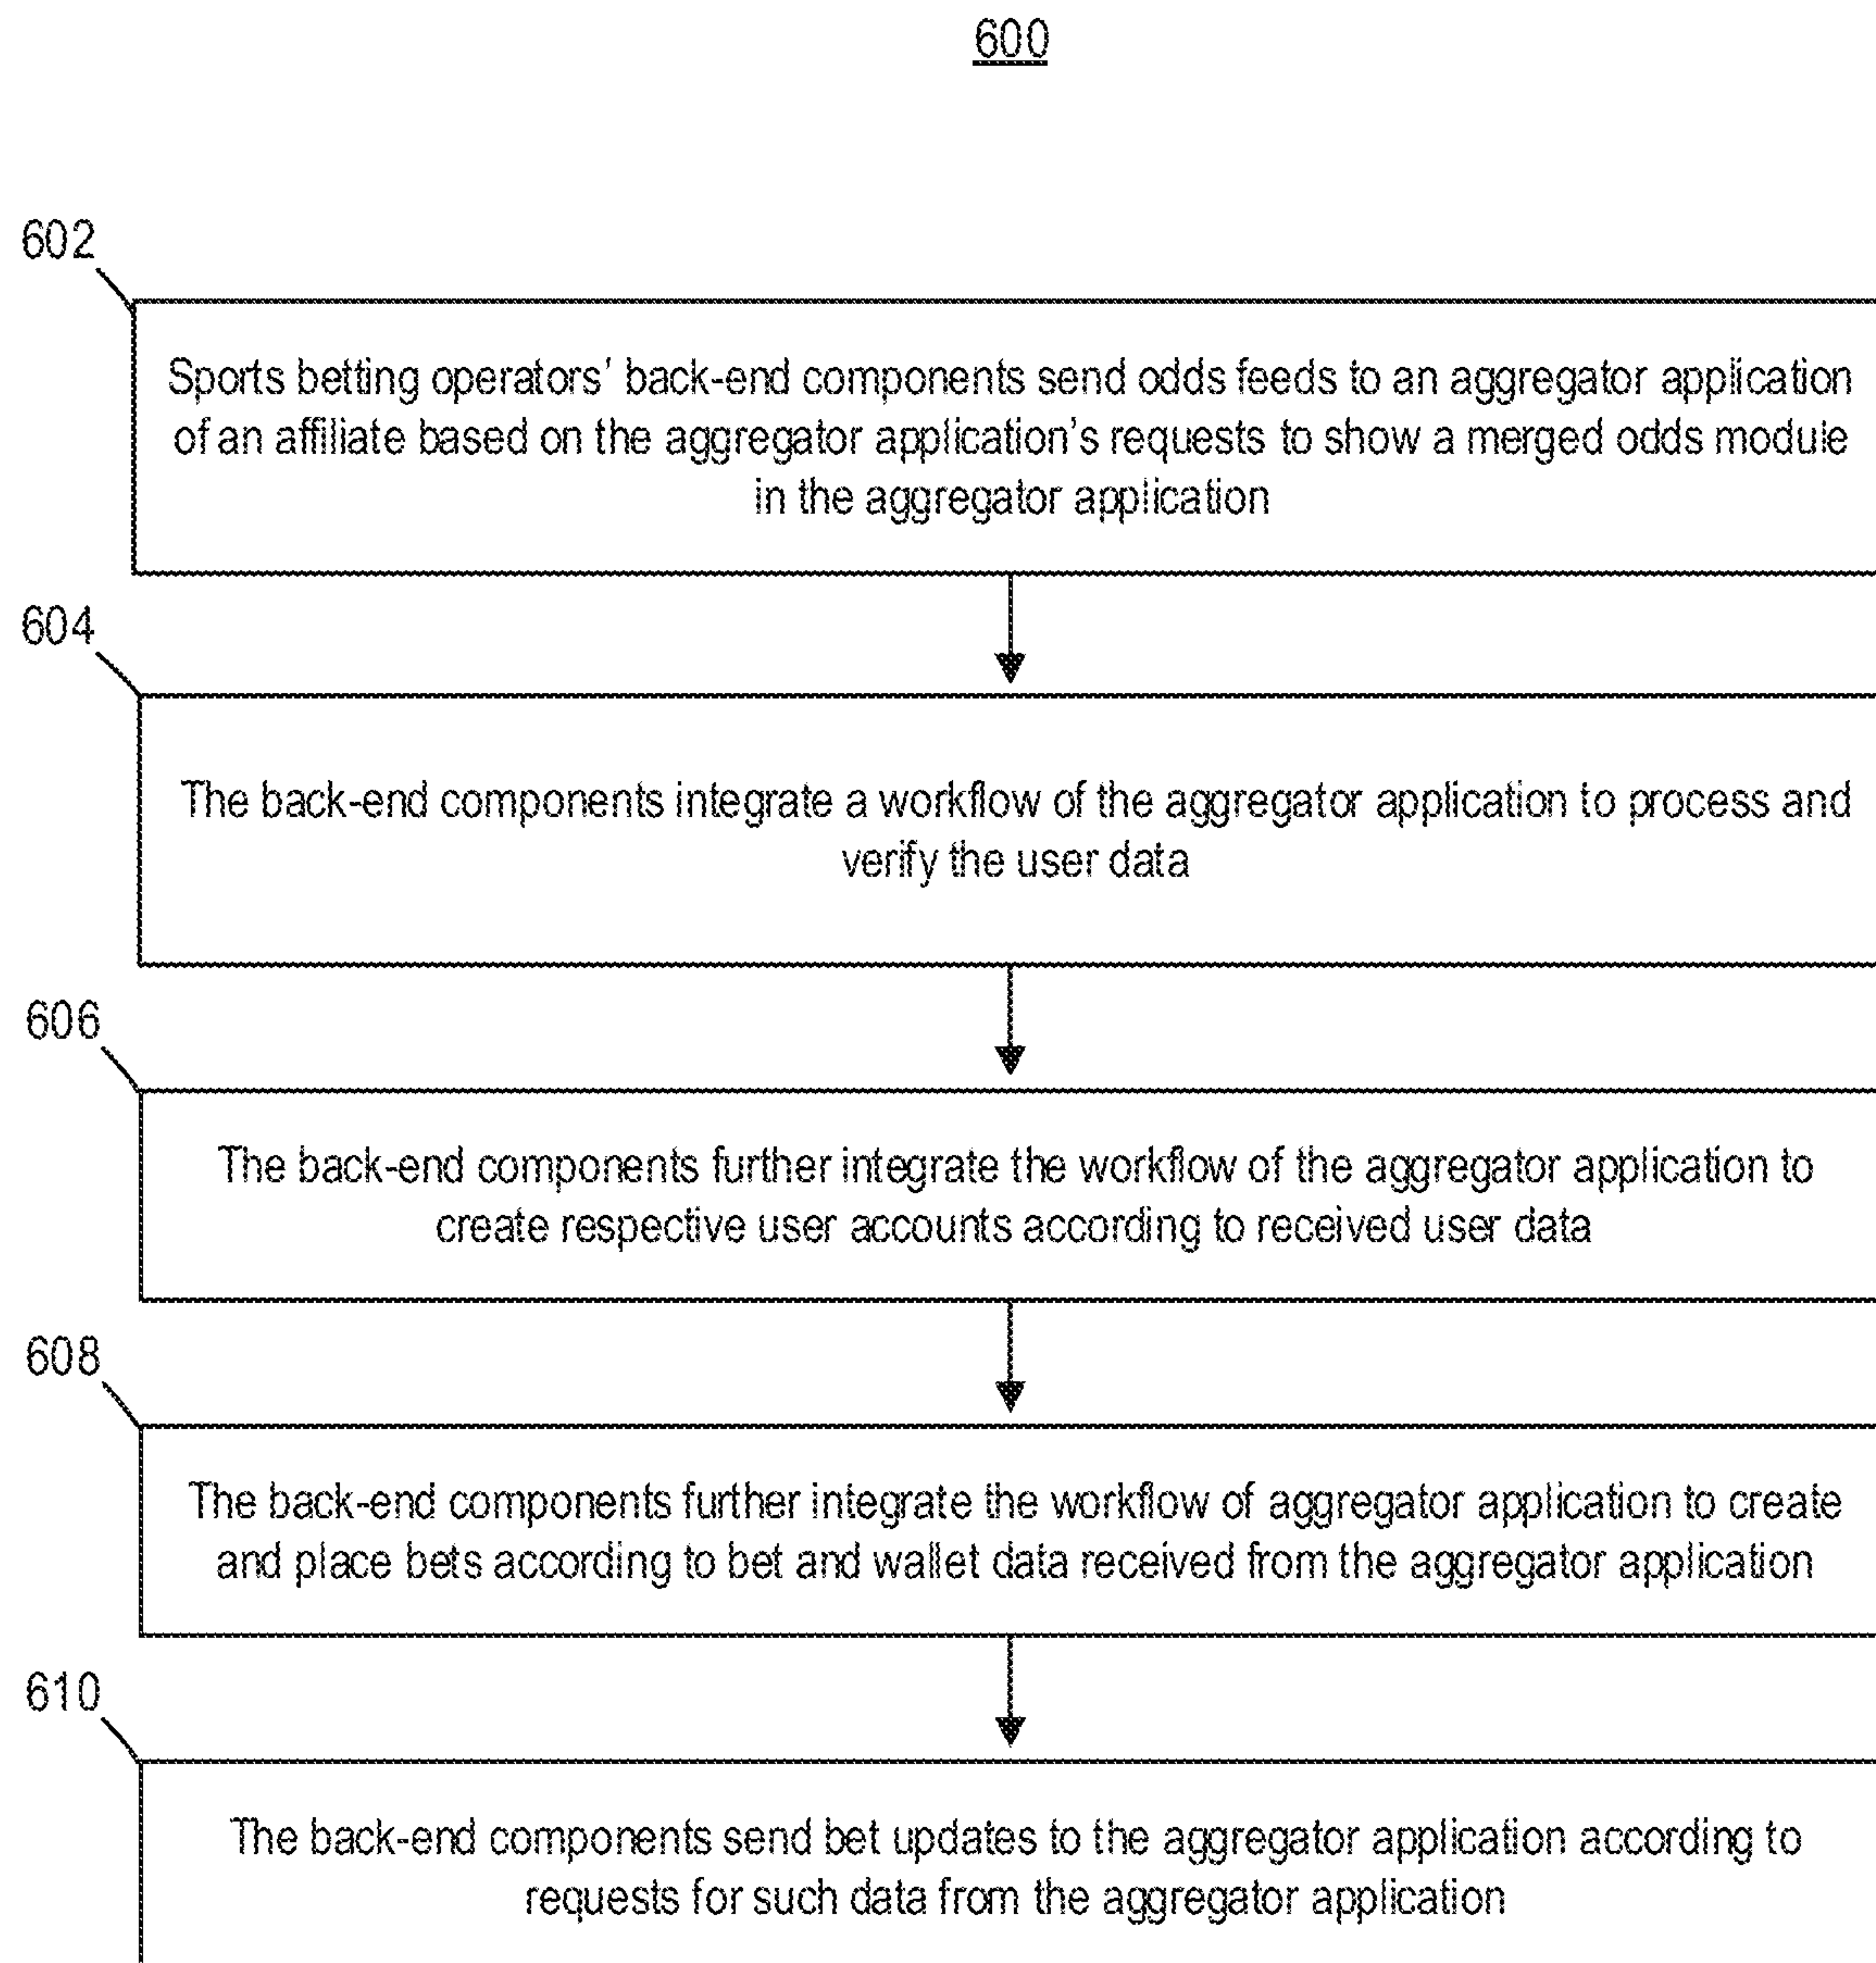 600
602
Sports betting operators’ back-end components send odds feeds to an aggregator application
of an affiliate based on the aggregator application’s requests to show a merged odds module
in the aggregator application
604
The back-end components integrate a workflow of the aggregator application to process and
verify the user data
606
The back-end components further integrate the workflow of the aggregator application to
create respective user accounts according to received user data
608
The back-end components further integrate the workflow of aggregator application to create
and place bets according to bet and wallet data received from the aggregator application
610
The back-end components send bet updates to the aggregator application according to
requests for such data from the aggregator application